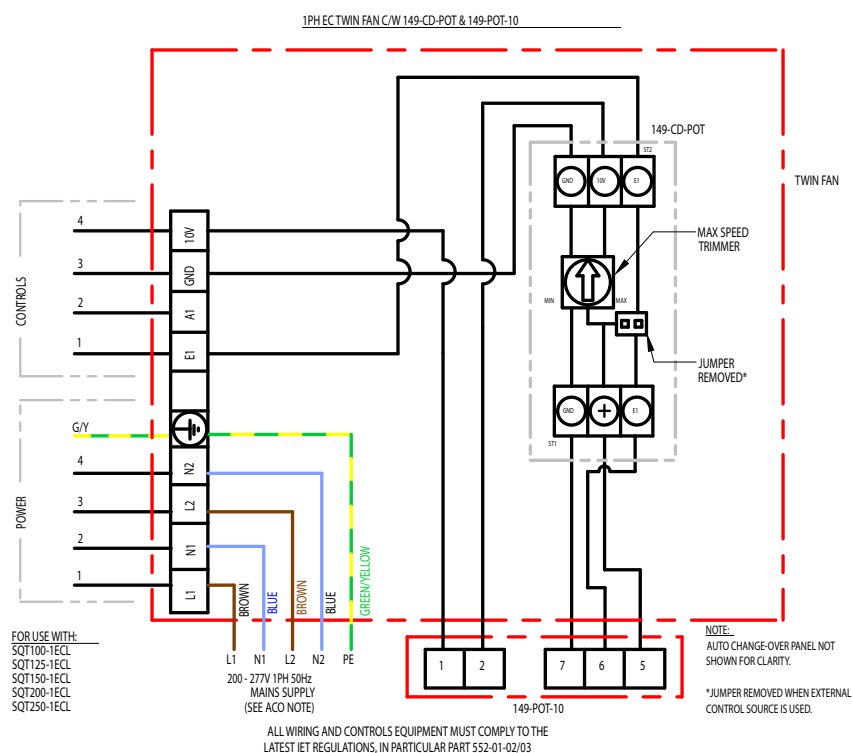 1PH EC TWIN FAN C/W 149-CD-POT & 149-POT-10
149-CD-POT
ST2
TWIN FAN
GND
10V
E1
CONTROLS
4
10V
3
GND
2
A1
1
E1
MAX SPEED
TRIMMER
MIN
MAX
JUMPER
REMOVED*
GND
+
E1
ST1
POWER
G/Y
4
N2
3
L2
2
N1
1
L1
BROWN
BLUE
BROWN
BLUE
GREEN/YELLOW
L1 N1 L2 N2 PE
200 - 277V 1PH 50Hz
MAINS SUPPLY
(SEE ACO NOTE)
FOR USE WITH:
SQT100-1ECL
SQT125-1ECL
SQT150-1ECL
SQT200-1ECL
SQT250-1ECL
1 2 7 6 5
149-POT-10
NOTE:
AUTO CHANGE-OVER PANEL NOT
SHOWN FOR CLARITY.
*JUMPER REMOVED WHEN EXTERNAL
CONTROL SOURCE IS USED.
ALL WIRING AND CONTROLS EQUIPMENT MUST COMPLY TO THE
LATEST IET REGULATIONS, IN PARTICULAR PART 552-01-02/03